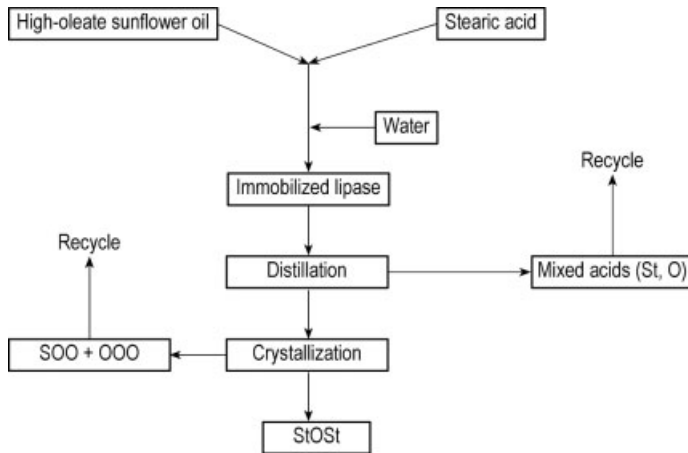 High-oleate sunflower oil
Stearic acid
Water
Immobilized lipase
Recycle
Recycle
Distillation
Mixed acids (St, O)
SOO + OOO
Crystallization
StOSt